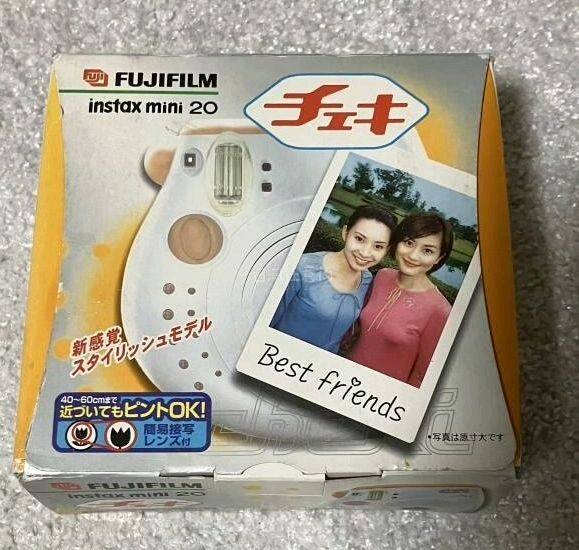 FUJI FUJIFILM
instax mini 20
チェキ
Best friends
新感覚
スタイリッシュモデル
40～60cmまで
近づいてもピントOK!
簡易接写
レンズ付
•写真は原寸大です
FUJIFILM
instax mini 20